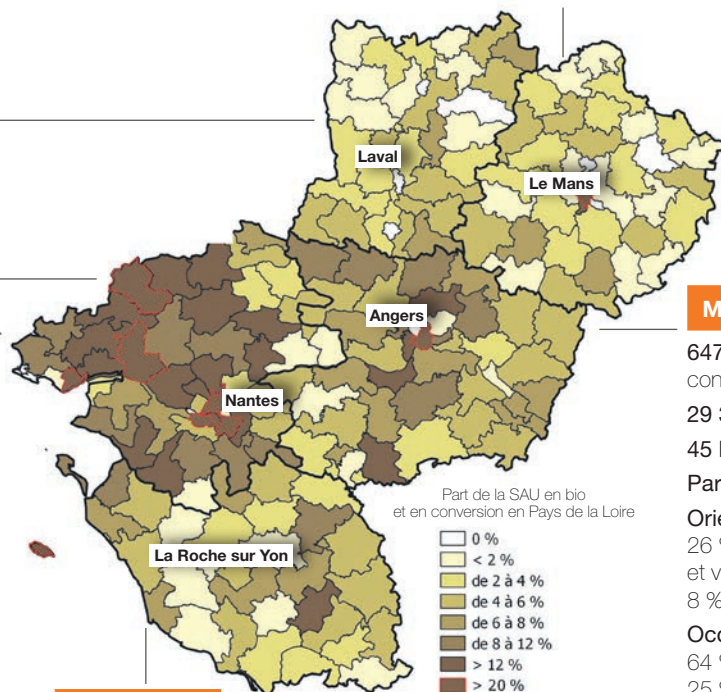 Laval
Le Mans
Angers
Nantes
La Roche sur Yon
Part de la SAU en bio
et en conversion en Pays de la Loire
0 %
< 2 %
de 2 à 4 %
de 4 à 6 %
de 6 à 8 %
de 8 à 12 %
> 12 %
> 20 %
M
647
con
29 3
45
Par
Orie
26 %
et v
8 %
Occ
64 %
25 %